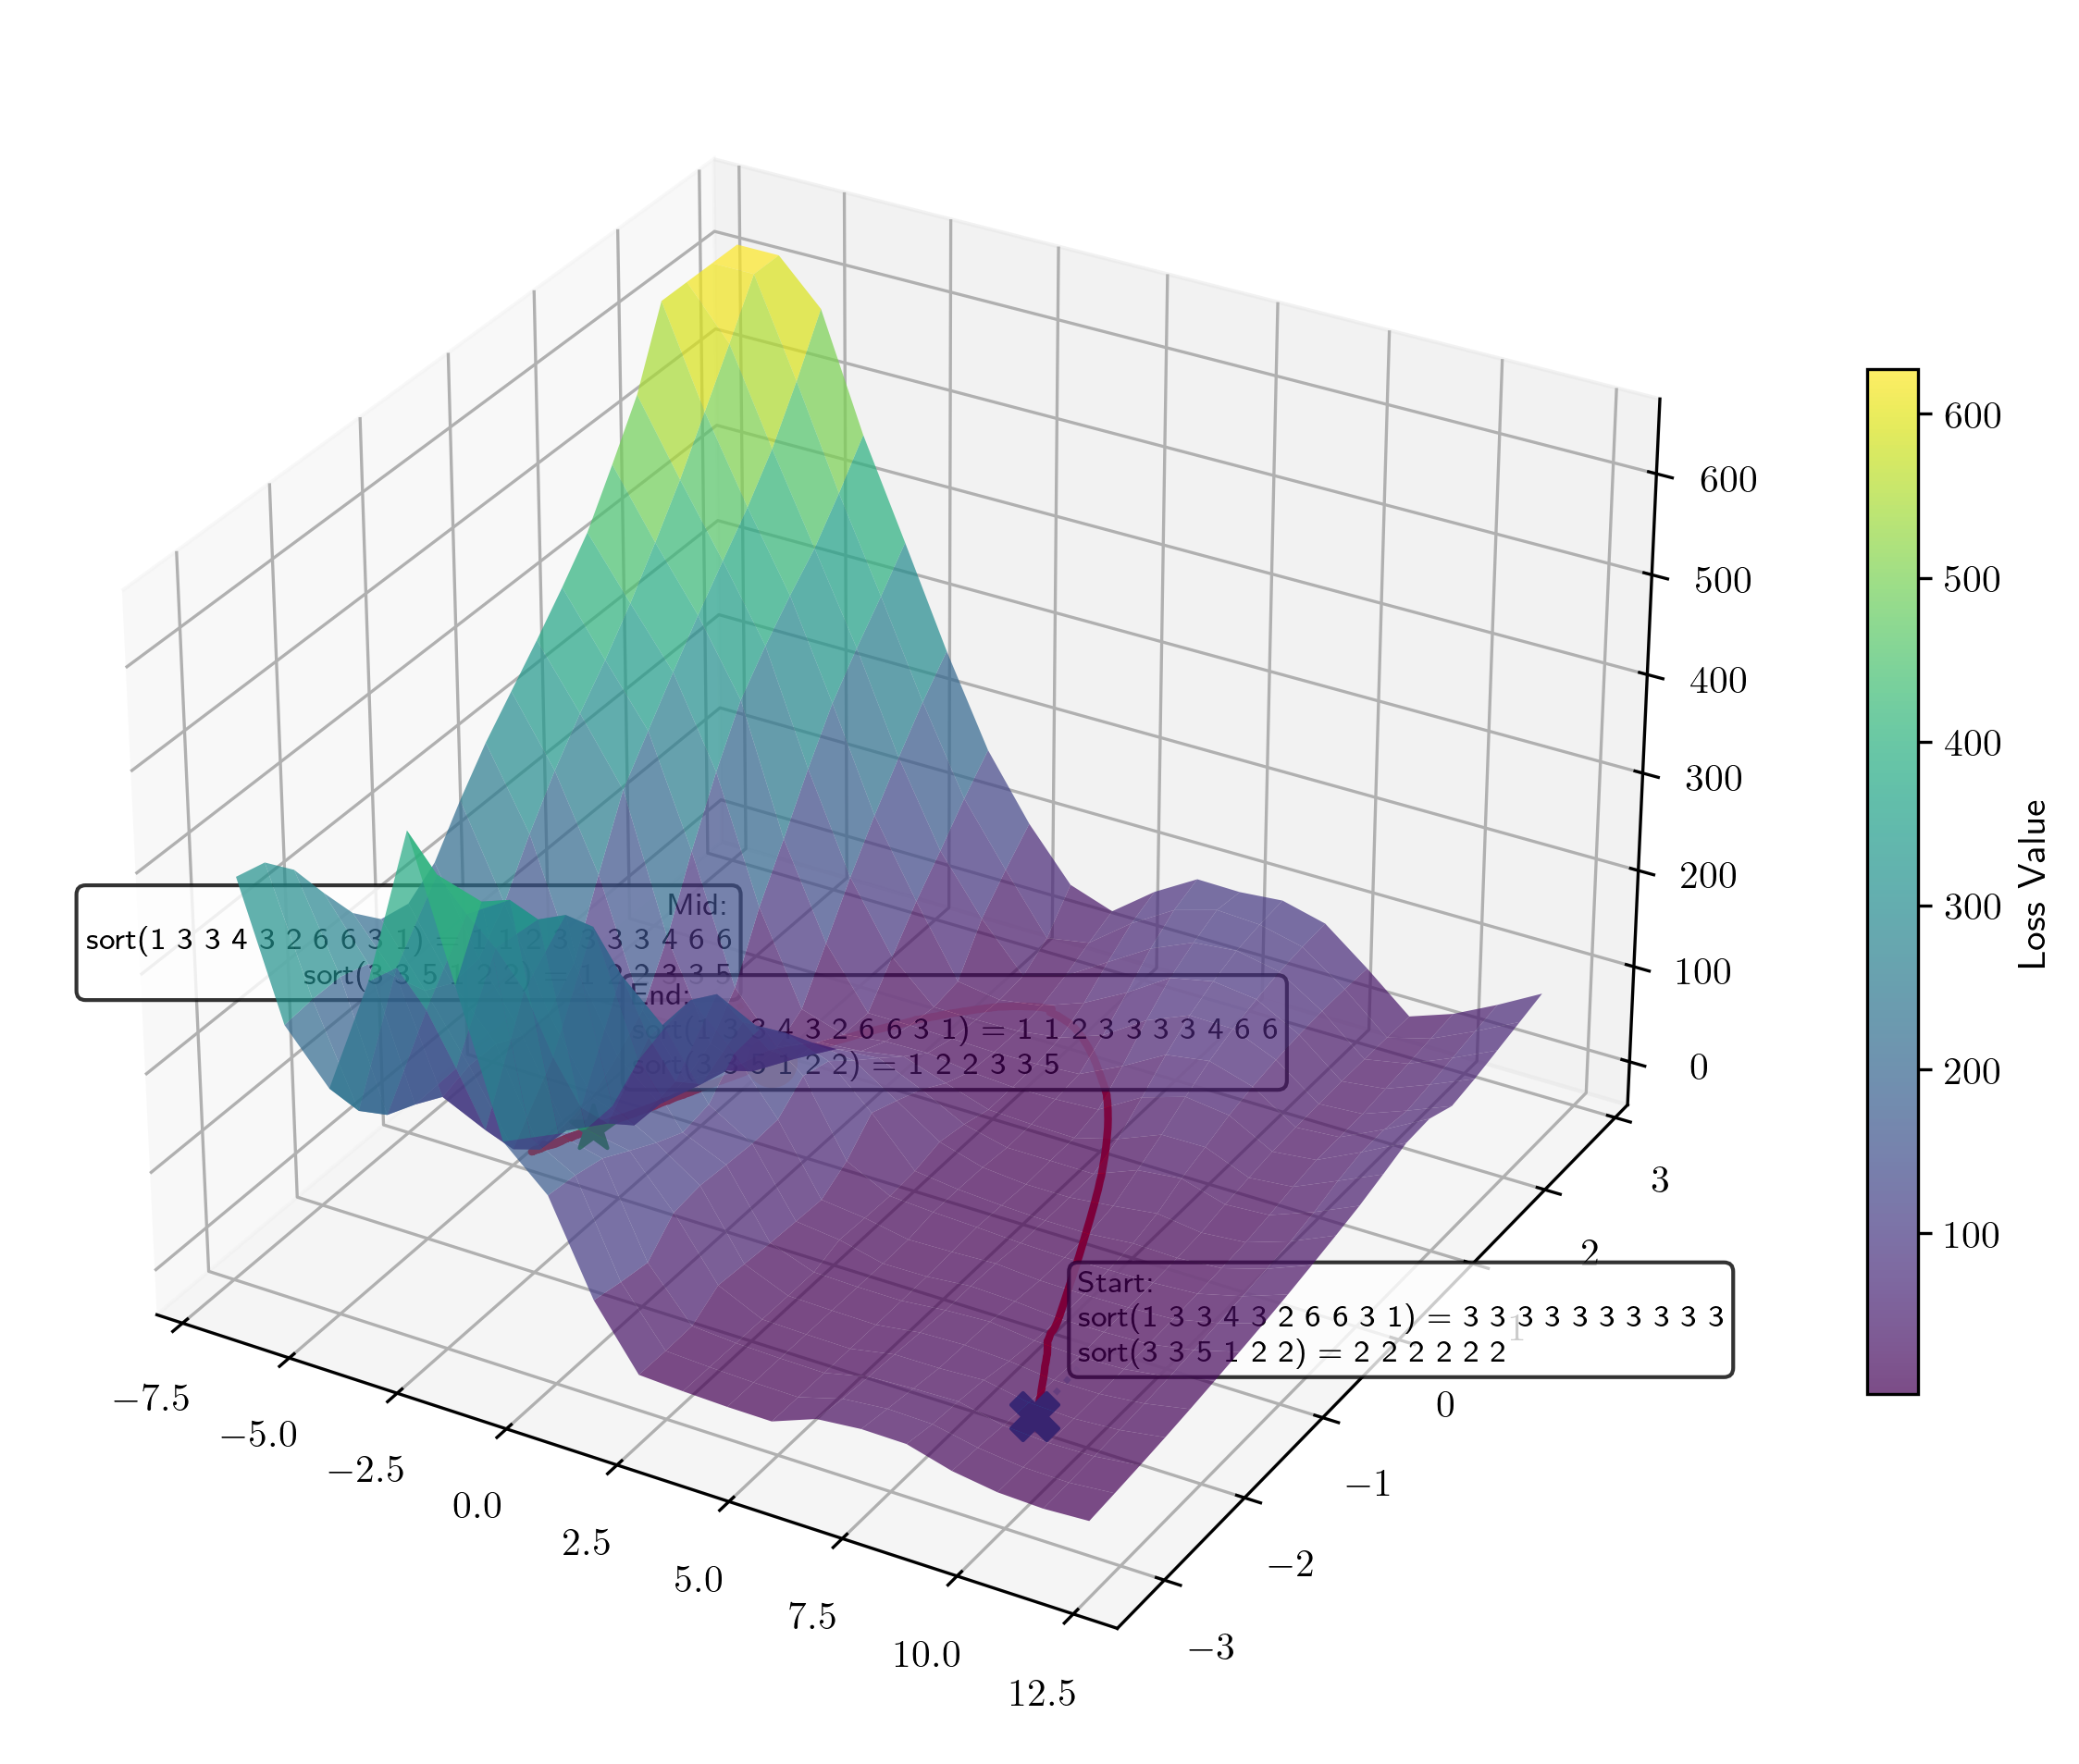 600
500
400
300
200
100
0
600
500
400
300
200
100
Loss Value
Mid:
sort(1 3 3 4 3 2 6 6 3 1) = 1 1 2 3 3 3 3 4 6 6
sort(3 3 5 1 2 2) = 1 2 2 3 3 5
End:
sort(1 3 3 4 3 2 6 6 3 1) = 1 1 2 3 3 3 3 4 6 6
sort(3 3 5 1 2 2) = 1 2 2 3 3 5
Start:
sort(1 3 3 4 3 2 6 6 3 1) = 3 3 3 3 3 3 3 3 3 3
sort(3 3 5 1 2 2) = 2 2 2 2 2 2
3
2
1
0
−1
−2
−3
−7.5
−5.0
−2.5
0.0
2.5
5.0
7.5
10.0
12.5